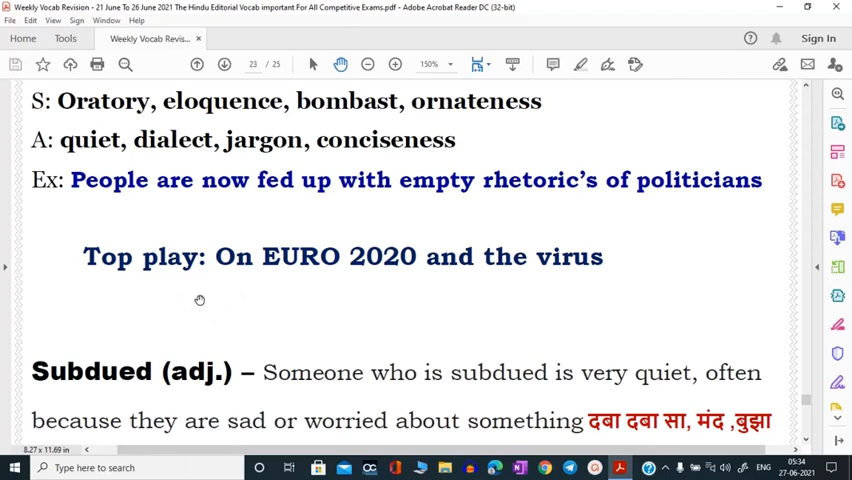 Weekly Vocab Revision - 21 June To 26 June 2021 The Hindu Editorial Vocab important For All Competitive Exams.pdf - Adobe Acrobat Reader DC (32-bit)
File Edit View Sign Window Help
Home Tools Weekly Vocab Revis... × Sign In
23 / 25 150%
S: Oratory, eloquence, bombast, ornateness
A: quiet, dialect, jargon, conciseness
Ex: People are now fed up with empty rhetoric's of politicians
Top play: On EURO 2020 and the virus
Subdued (adj.) – Someone who is subdued is very quiet, often
because they are sad or worried about something दबा दबा सा, मंद ,बुझा
8.27 x 11.69 in
Type here to search
ENG
05:34
27-06-2021